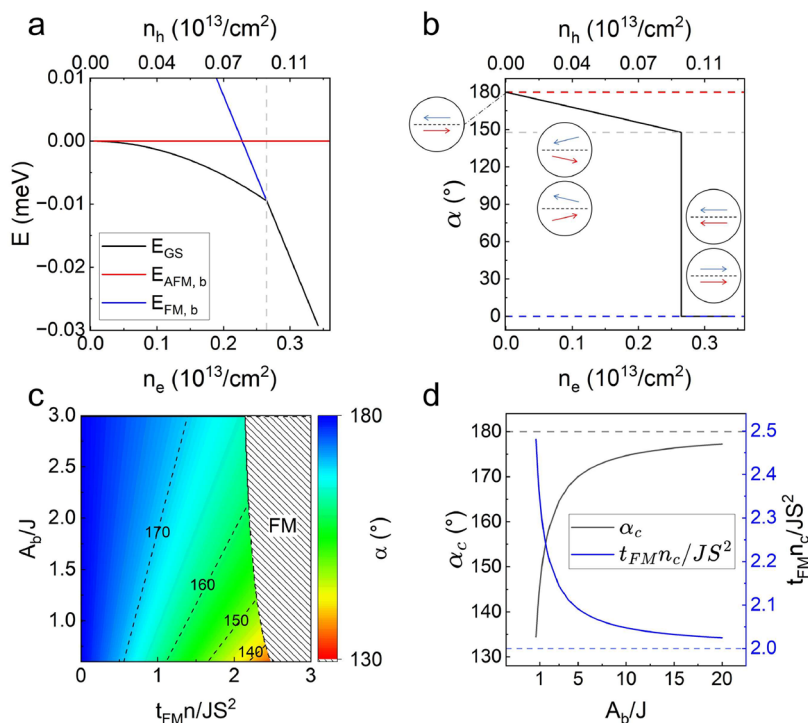 a
n_h (10^13/cm^2)
0.00 0.04 0.07 0.11
0.01
0.00
−0.01
−0.02
−0.03
E (meV)
E_GS
E_AFM, b
E_FM, b
0.0 0.1 0.2 0.3
n_e (10^13/cm^2)
b
n_h (10^13/cm^2)
0.00 0.04 0.07 0.11
180
150
120
90
60
30
0
α (°)
0.0 0.1 0.2 0.3
n_e (10^13/cm^2)
c
3.0
2.5
2.0
1.5
1.0
A_b/J
170
160
150
140
FM
0 1 2 3
t_FM n/JS^2
180
α (°)
130
d
180
170
160
150
140
130
α_c (°)
α_c
t_FM n_c/JS^2
2.5
2.4
2.3
2.2
2.1
2.0
t_FM n_c/JS^2
1 5 10 15 20
A_b/J